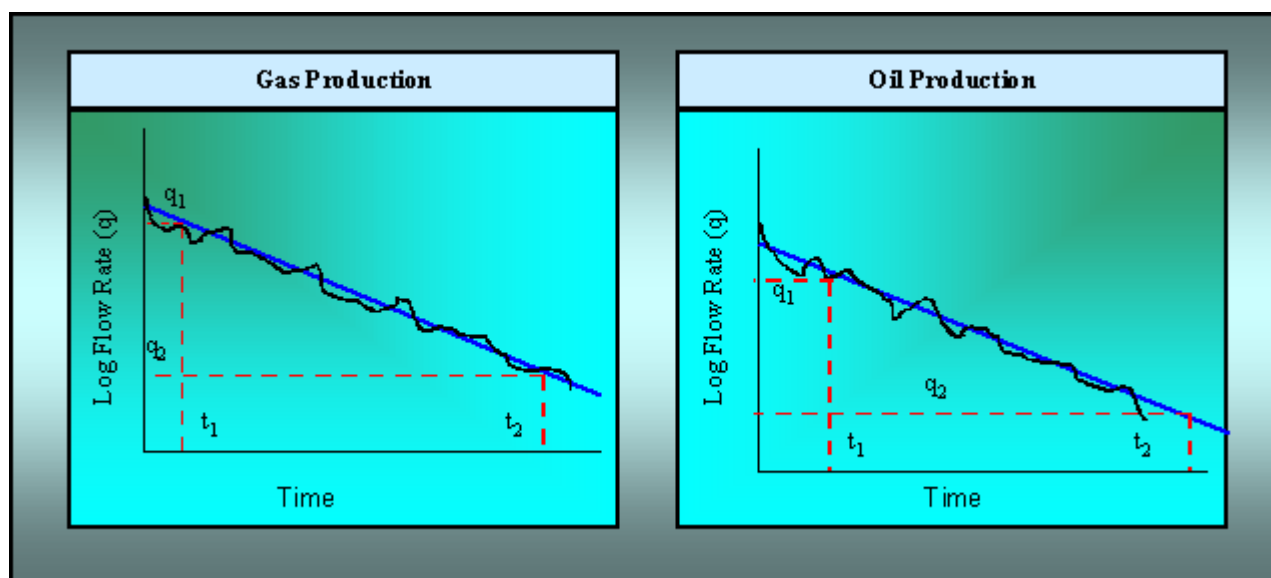 Gas Production
Log Flow Rate (q)
q1
q2
t1
t2
Time
Oil Production
Log Flow Rate (q)
q1
q2
t1
t2
Time